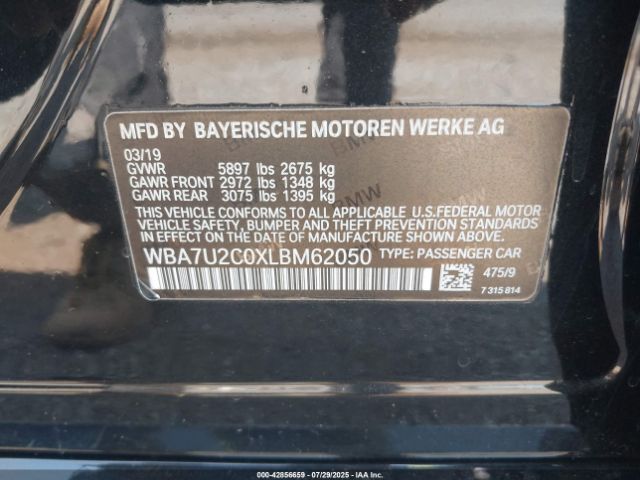 MFD BY BAYERISCHE MOTOREN WERKE AG
03/19
GVWR 5897 lbs 2675 kg
GAWR FRONT 2972 lbs 1348 kg
GAWR REAR 3075 lbs 1395 kg
THIS VEHICLE CONFORMS TO ALL APPLICABLE U.S.FEDERAL MOTOR
VEHICLE SAFETY, BUMPER, AND THEFT PREVENTION STANDARDS
IN EFFECT ON THE DATE OF MANUFACTURE SHOWN ABOVE.
WBA7U2C0XLBM62050 TYPE: PASSENGER CAR
475/9
7 315 814
000-42856659 | 07/29/2025 | COPYRIGHT IAA, LLC.